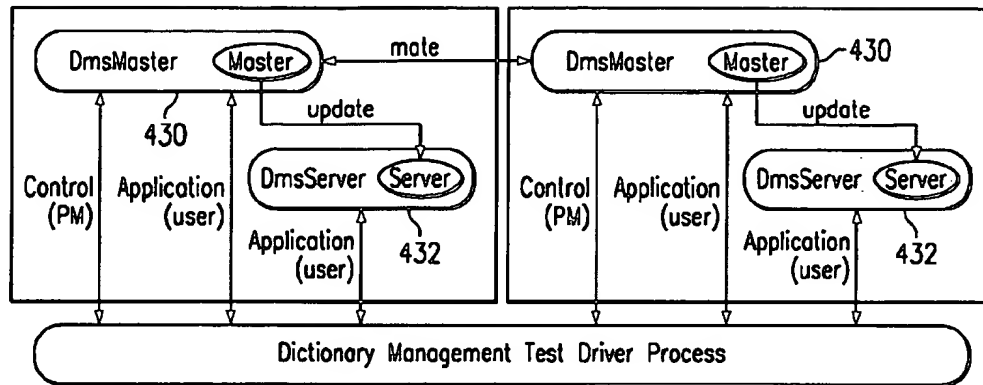 DmsMaster
Master
mate
DmsMaster
Master
430
430
update
update
DmsServer
Server
DmsServer
Server
Control
(PM)
Application
(user)
Control
(PM)
Application
(user)
Application
(user)
432
Application
(user)
432
Dictionary Management Test Driver Process